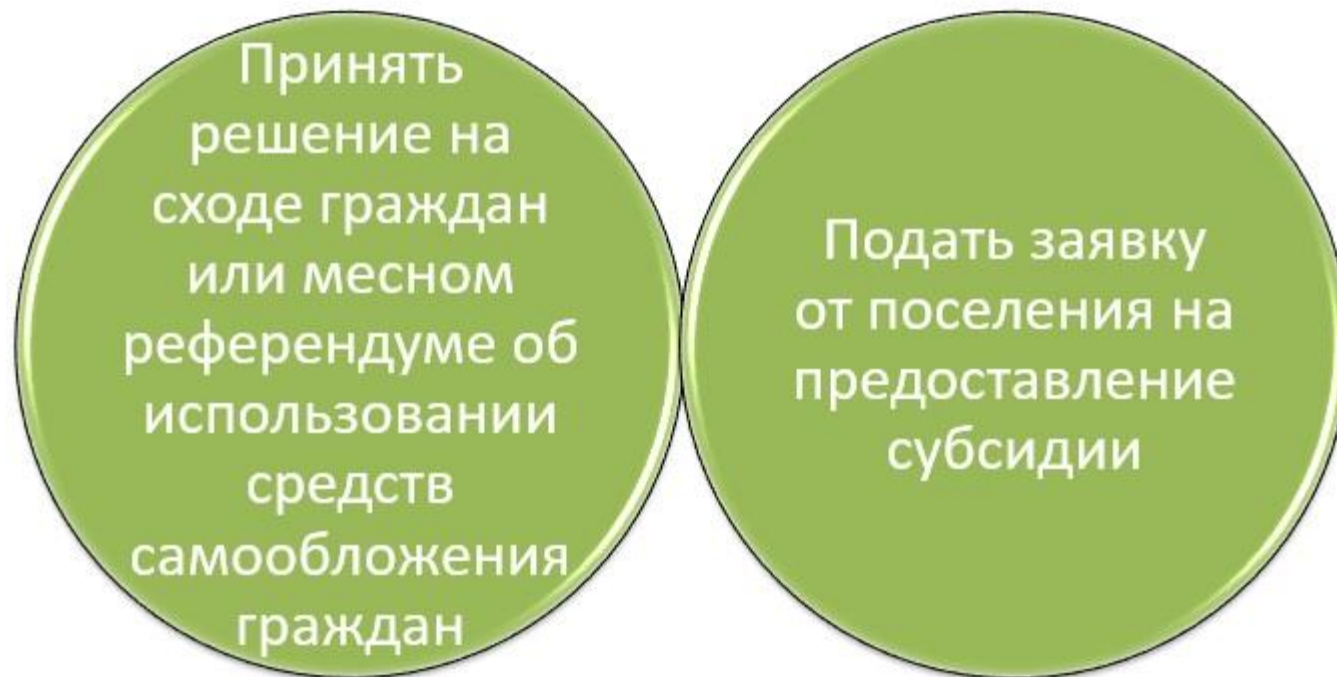 Принять
решение на
сходе граждан
или месном
референдуме об
использовании
средств
самообложения
граждан
Подать заявку
от поселения на
предоставление
субсидии